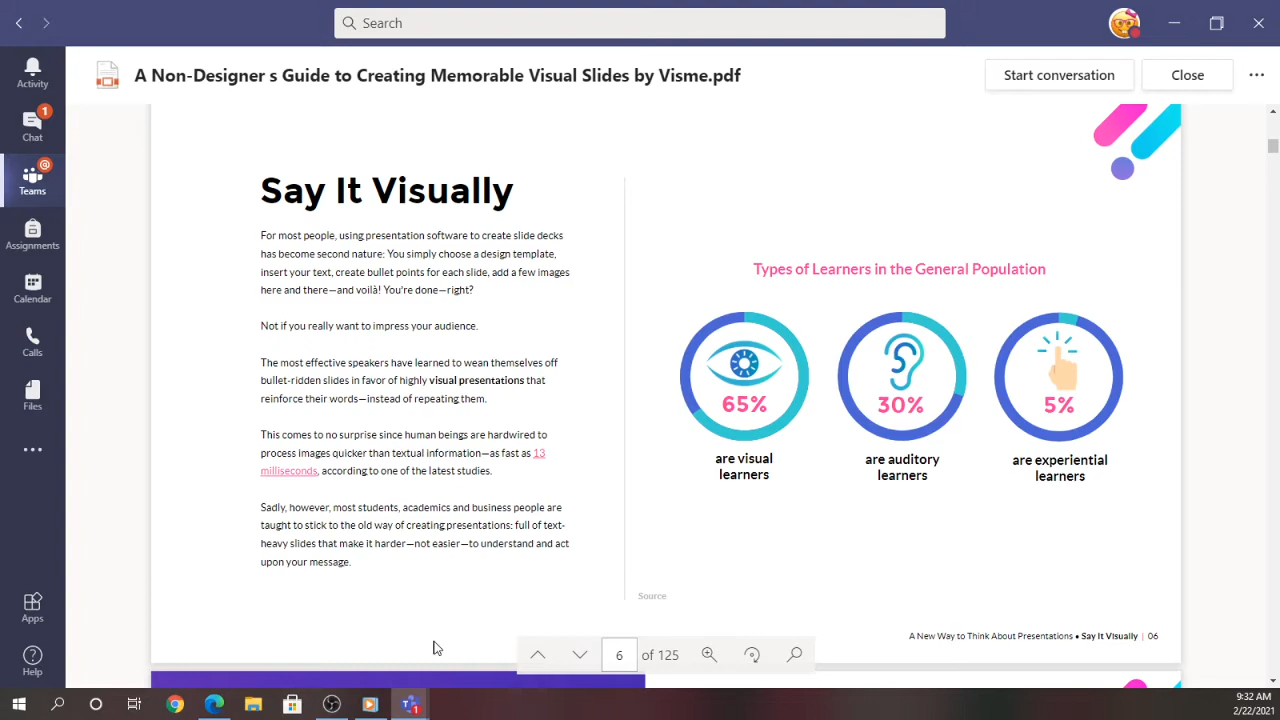 Search
Activity
1
Chat
@
Teams
Assignments
Calendar
Calls
Files
Apps
Help
A Non-Designer s Guide to Creating Memorable Visual Slides by Visme.pdf
Start conversation
Close
Say It Visually
For most people, using presentation software to create slide decks
has become second nature: You simply choose a design template,
insert your text, create bullet points for each slide, add a few images
here and there—and voilà! You're done—right?
Not if you really want to impress your audience.
The most effective speakers have learned to wean themselves off
bullet-ridden slides in favor of highly visual presentations that
reinforce their words—instead of repeating them.
This comes to no surprise since human beings are hardwired to
process images quicker than textual information—as fast as 13
milliseconds, according to one of the latest studies.
Sadly, however, most students, academics and business people are
taught to stick to the old way of creating presentations: full of text-
heavy slides that make it harder—not easier—to understand and act
upon your message.
Types of Learners in the General Population
65%
are visual
learners
30%
are auditory
learners
5%
are experiential
learners
Source
A New Way to Think About Presentations • Say It Visually | 06
6 of 125
1
9:32 AM
2/22/2021